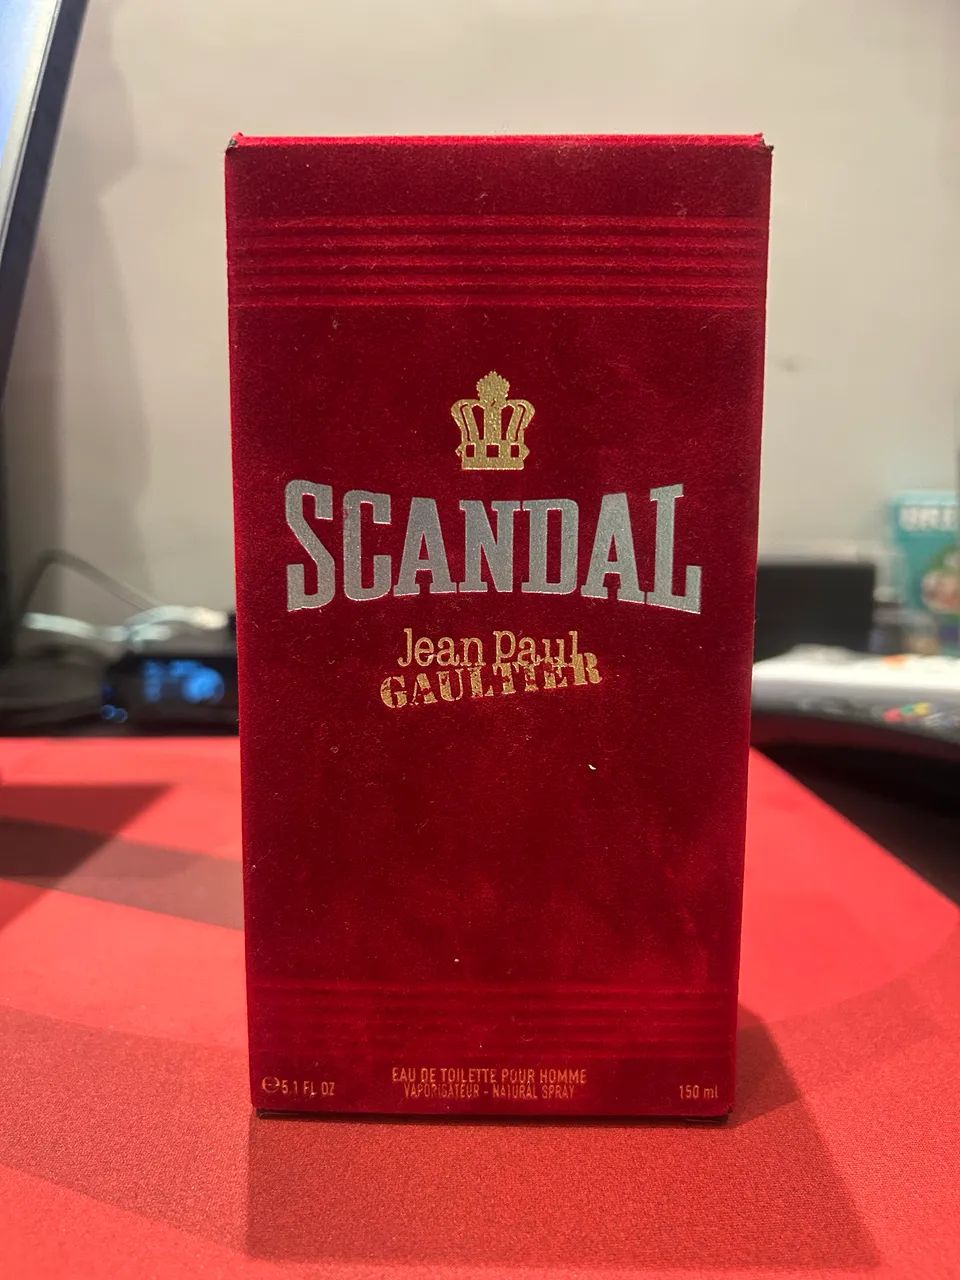 SCANDAL
Jean Paul
GAULTIER
EAU DE TOILETTE POUR HOMME
VAPORISATEUR - NATURAL SPRAY
℮5.1 FL OZ
150 ml